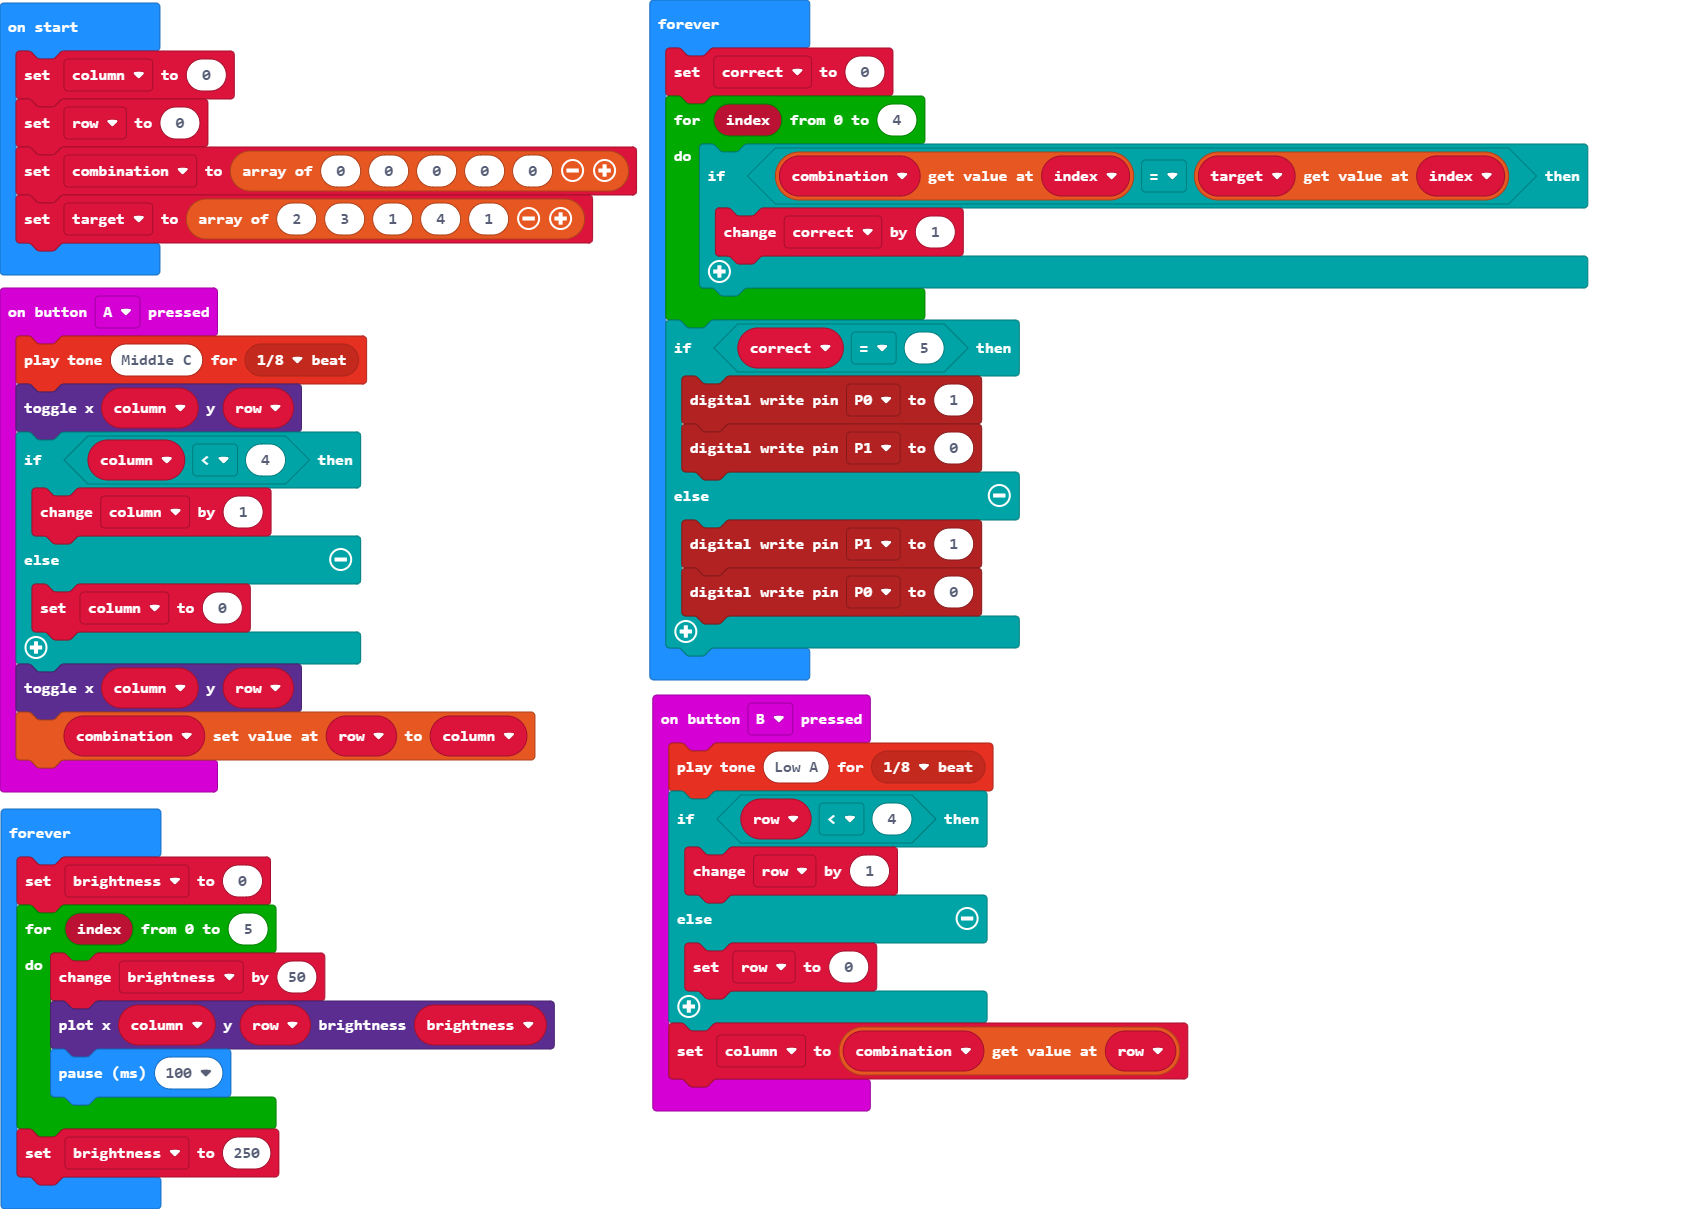 on start
set column to 0
set row to 0
set combination to array of 0 0 0 0 0
set target to array of 2 3 1 4 1
on button A pressed
play tone Middle C for 1/8 beat
toggle x column y row
if column < 4 then
change column by 1
else
set column to 0
toggle x column y row
combination set value at row to column
forever
set brightness to 0
for index from 0 to 5
do
change brightness by 50
plot x column y row brightness brightness
pause (ms) 100
set brightness to 250
forever
set correct to 0
for index from 0 to 4
do
if combination get value at index = target get value at index then
change correct by 1
if correct = 5 then
digital write pin P0 to 1
digital write pin P1 to 0
else
digital write pin P1 to 1
digital write pin P0 to 0
on button B pressed
play tone Low A for 1/8 beat
if row < 4 then
change row by 1
else
set row to 0
set column to combination get value at row